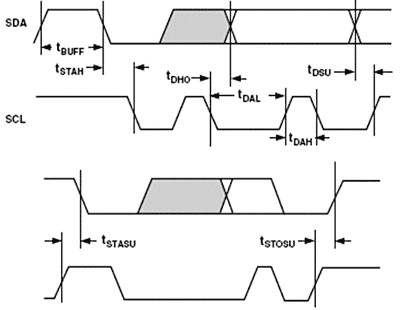 SDA
tBUFF
tSTAH
tDHO
tDSU
tDAL
SCL
tDAH
tSTASU
tSTOSU